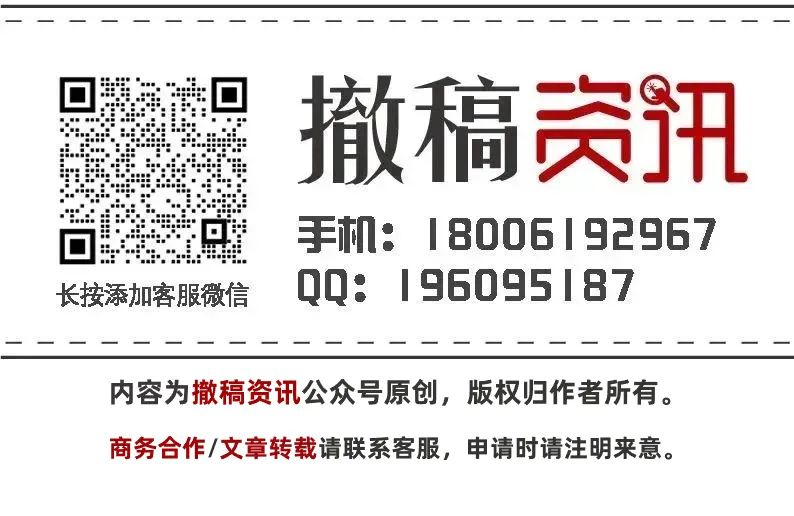 撤稿资讯
手机：18006192967
QQ：196095187
长按添加客服微信
内容为撤稿资讯公众号原创，版权归作者所有。
商务合作/文章转载请联系客服，申请时请注明来意。